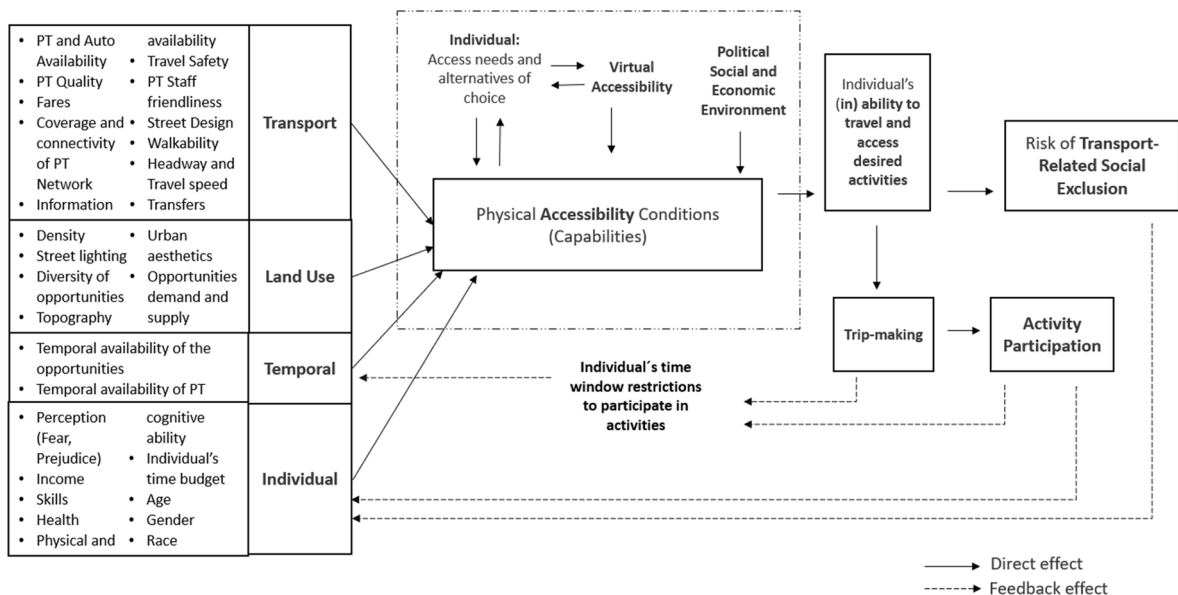 • PT and Auto
Availability
• PT Quality
• Fares
• Coverage and
connectivity
of PT
Network
• Information
availability
• Travel Safety
• PT Staff
friendliness
• Street Design
• Walkability
• Headway and
Travel speed
• Transfers
Transport
• Density
• Street lighting
• Diversity of
opportunities
• Topography
• Urban
aesthetics
• Opportunities
demand and
supply
Land Use
• Temporal availability of the
opportunities
• Temporal availability of PT
Temporal
• Perception
(Fear,
Prejudice)
• Income
• Skills
• Health
• Physical and
cognitive
ability
• Individual’s
time budget
• Age
• Gender
• Race
Individual
Individual:
Access needs and
alternatives of
choice
Virtual
Accessibility
Political
Social and
Economic
Environment
Physical Accessibility Conditions
(Capabilities)
Individual’s
(in) ability to
travel and
access
desired
activities
Risk of Transport-
Related Social
Exclusion
Trip-making
Activity
Participation
Individual´s time
window restrictions
to participate in
activities
Direct effect
Feedback effect